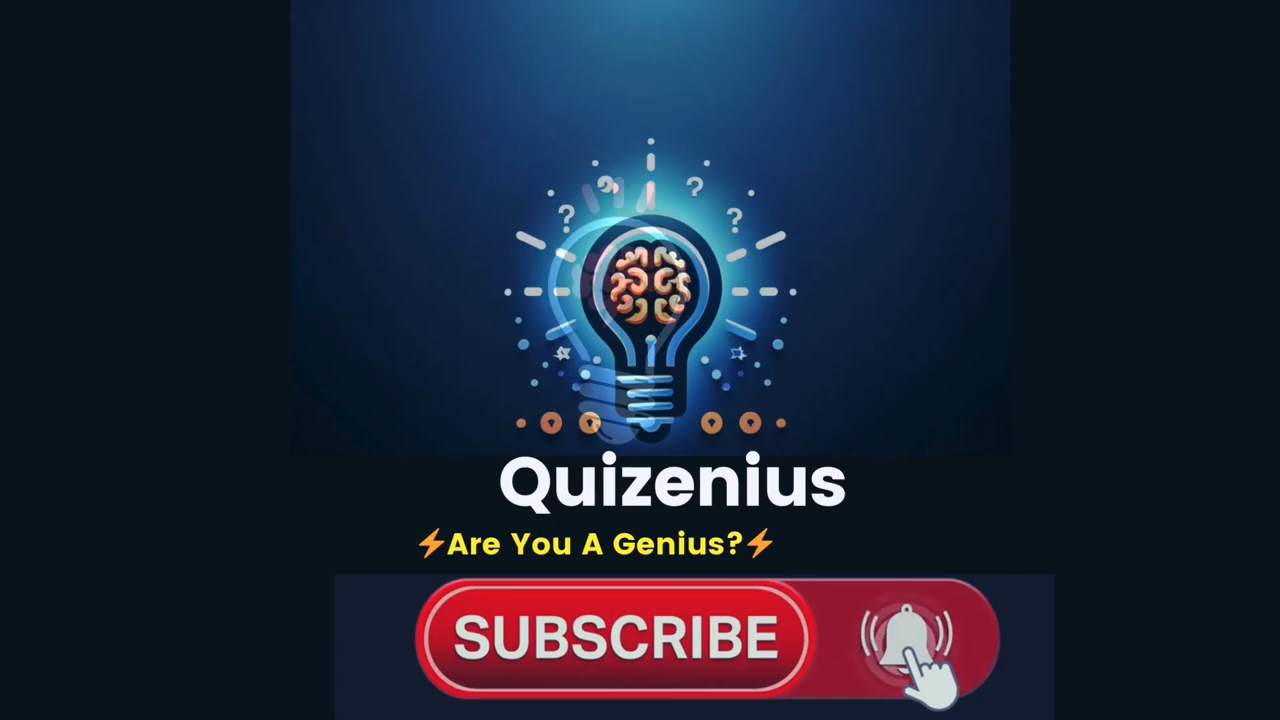 ? ? ? ?
Quizenius
⚡Are You A Genius?⚡
SUBSCRIBE